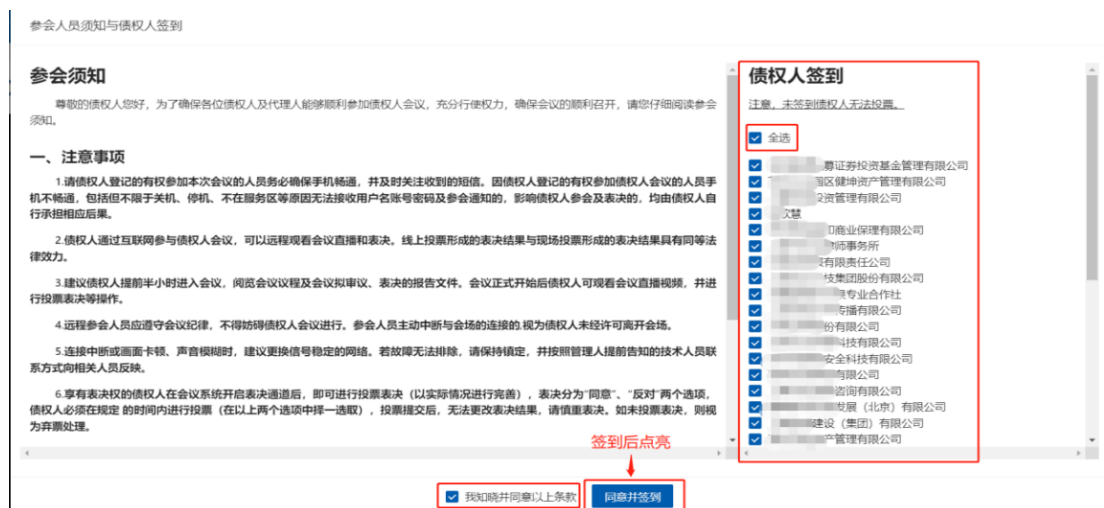 参会人员须知与债权人签到
参会须知
尊敬的债权人您好，为了确保各位债权人及代理人能够顺利参加债权人会议，充分行使权力，确保会议的顺利召开，请您仔细阅读参会
须知。
一、注意事项
1.请债权人登记的有权参加本次会议的人员务必确保手机畅通，并及时关注收到的短信。因债权人登记的有权参加债权人会议的人员手
机不畅通，包括但不限于关机、停机、不在服务区等原因无法接收用户名账号密码及参会通知的，影响债权人参会及表决的，均由债权人自
行承担相应后果。
2.债权人通过互联网参与债权人会议，可以远程观看会议直播和表决。线上投票形成的表决结果与现场投票形成的表决结果具有同等法
律效力。
3.建议债权人提前半小时进入会议，阅览会议议程及会议拟审议、表决的报告文件。会议正式开始后债权人可观看会议直播视频，并进
行投票表决等操作。
4.远程参会人员应遵守会议纪律，不得妨碍债权人会议进行。参会人员主动中断与会场的连接的.视为债权人未经许可离开会场。
5.连接中断或画面卡顿、声音模糊时，建议更换信号稳定的网络。若故障无法排除，请保持镇定，并按照管理人提前告知的技术人员联
系方式向相关人员反映。
6.享有表决权的债权人在会议系统开启表决通道后，即可进行投票表决（以实际情况进行完善），表决分为“同意”、“反对”两个选项，
债权人必须在规定 的时间内进行投票（在以上两个选项中择一选取），投票提交后，无法更改表决结果，请慎重表决。如未投票表决，则视
为弃票处理。
债权人签到
注意，未签到债权人无法投票。
全选
尊证券投资基金管理有限公司
区健坤资产管理有限公司
投资管理有限公司
慧
商业保理有限公司
律师事务所
有限责任公司
技集团股份有限公司
专业合作社
传播有限公司
份有限公司
科技有限公司
安全科技有限公司
有限公司
咨询有限公司
发展（北京）有限公司
建设（集团）有限公司
产管理有限公司
签到后点亮
我知晓并同意以上条款
同意并签到